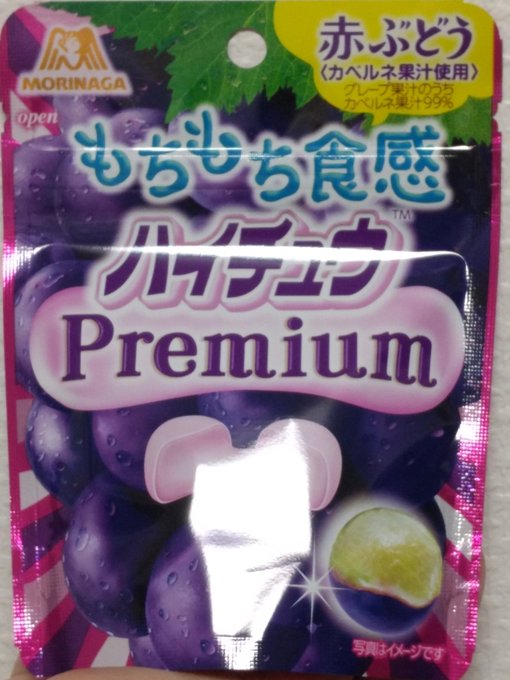 MORINAGA
open
赤ぶどう
〈カベルネ果汁使用〉
グレープ果汁のうち
カベルネ果汁99%
もちもち食感
TM
ハイチュウ
Premium
写真はイメージです